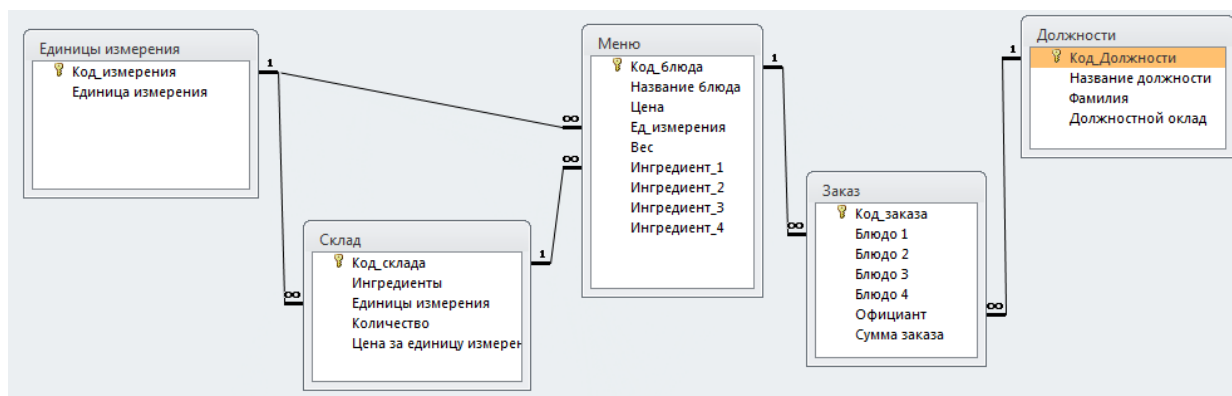 Единицы измерения
Код_измерения
Единица измерения
1
∞
Склад
Код_склада
Ингредиенты
Единицы измерения
Количество
Цена за единицу измерен
1
∞
∞
Меню
Код_блюда
Название блюда
Цена
Ед_измерения
Вес
Ингредиент_1
Ингредиент_2
Ингредиент_3
Ингредиент_4
1
∞
Заказ
Код_заказа
Блюдо 1
Блюдо 2
Блюдо 3
Блюдо 4
Официант
Сумма заказа
∞
1
Должности
Код_Должности
Название должности
Фамилия
Должностной оклад